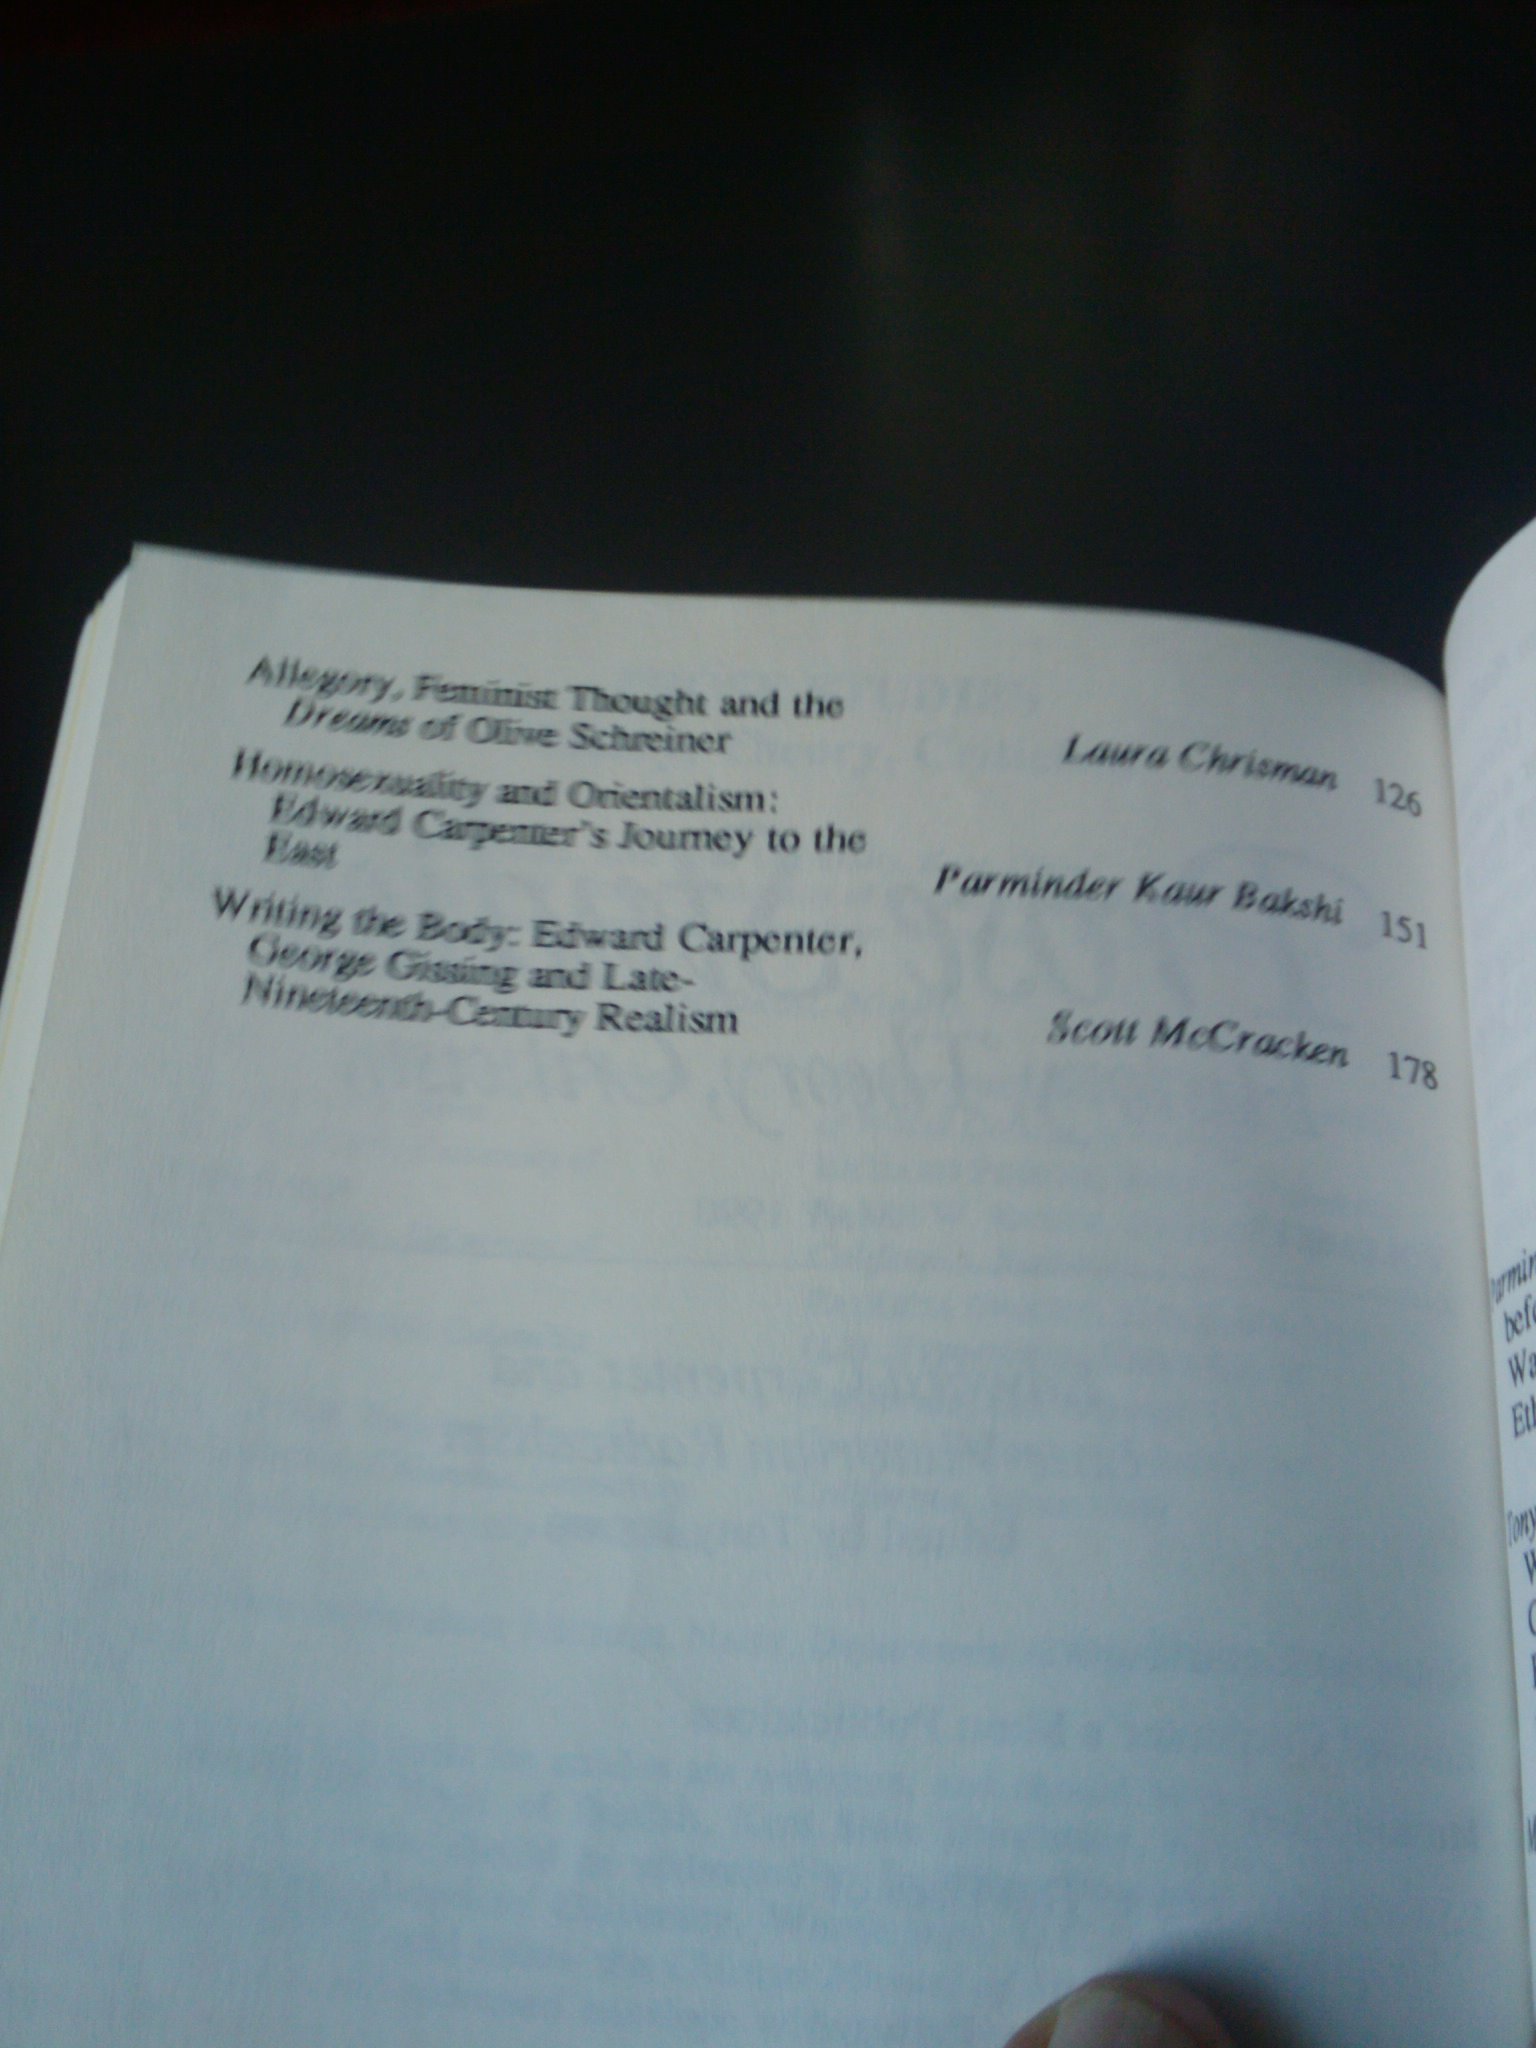 Allegory, Feminist Thought and the
Dreams of Olive Schreiner Laura Chrisman 126
Homosexuality and Orientalism:
Edward Carpenter's Journey to the
East Parminder Kaur Bakshi 151
Writing the Body: Edward Carpenter,
George Gissing and Late-
Nineteenth-Century Realism Scott McCracken 178